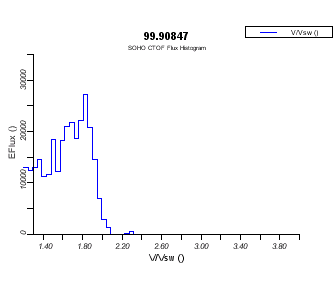 V/Vsw ()
99.90847
SOHO CTOF Flux Histogram
30000
20000
10000
0
EFlux ()
1.40 1.80 2.20 2.60 3.00 3.40 3.80
V/Vsw ()